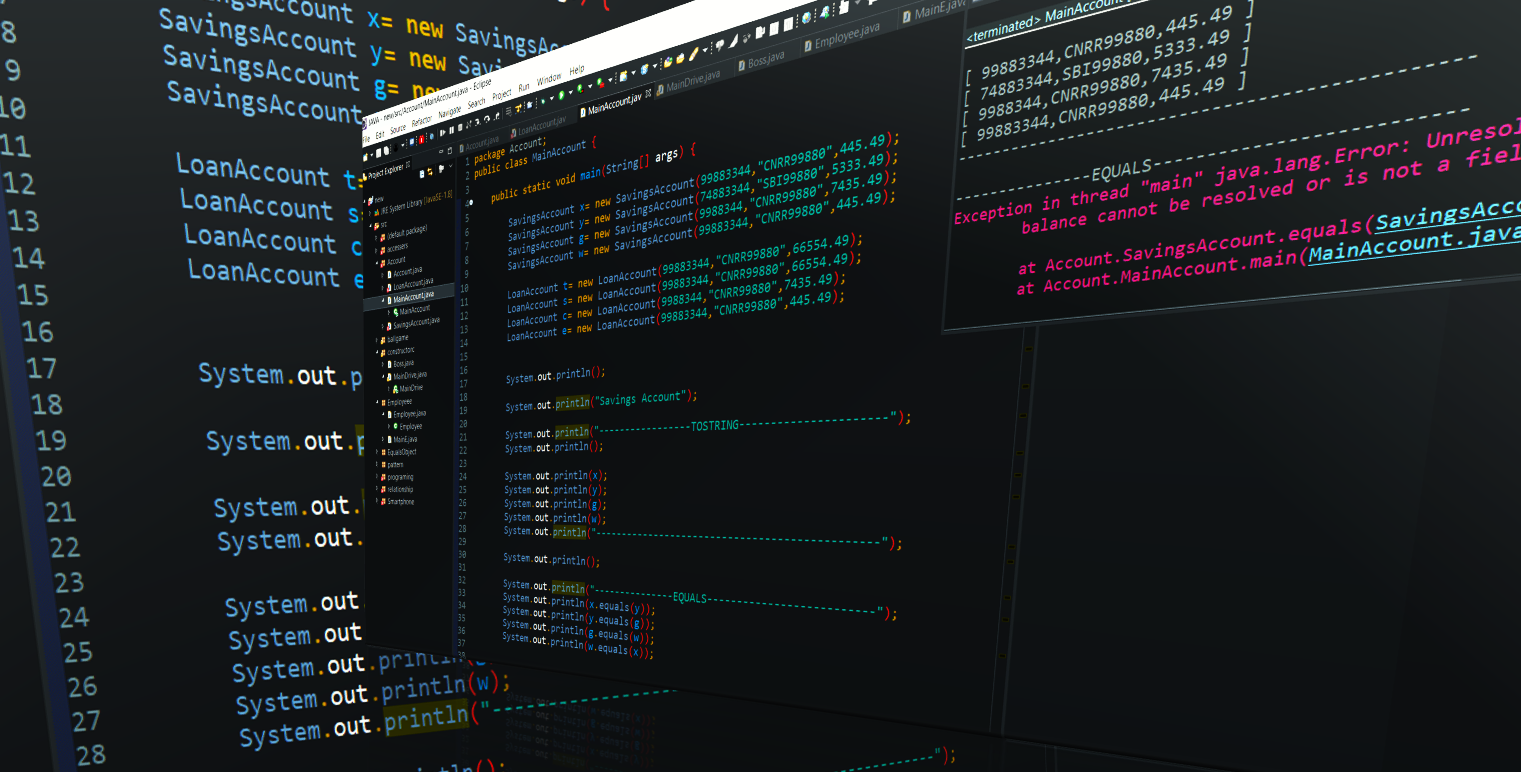 8
9
10
11
12
13
14
15
16
17
18
19
20
21
22
23
24
25
26
27
28
SavingsAccount x= new SavingsAc
SavingsAccount y= new Sav
SavingsAccount g= new
SavingsAccount
LoanAccount t=
LoanAccount s=
LoanAccount c
LoanAccount e
System.out.p
System.out.p
System.out.
System.out.
System.out
System.out
System.out.println(
System.out.println(w);
System.out.println("--------------------
JAVA - new/src/Account/MainAccount.java - Eclipse
File Edit Source Refactor Navigate Search Project Run Window Help
Account.java LoanAccount.jav MainAccount.jav MainDrive.java Boss.java Employee.java MainE.java
Project Explorer
new
JRE System Library [JavaSE-1.8]
src
(default package)
accessers
Account
Account.java
LoanAccount.java
MainAccount.java
MainAccount
SavingsAccount.java
ballgame
constructorc
Boss.java
MainDrive.java
MainDrive
Employeee
Employee.java
Employee
MainE.java
EqualsObject
pattern
programing
relationship
Smartphone
1 package Account;
2 public class MainAccount {
3
4 public static void main(String[] args) {
5
6 SavingsAccount x= new SavingsAccount(99883344,"CNRR99880",445.49);
7 SavingsAccount y= new SavingsAccount(74883344,"SBI99880",5333.49);
8 SavingsAccount g= new SavingsAccount(9988344,"CNRR99880",7435.49);
9 SavingsAccount w= new SavingsAccount(99883344,"CNRR99880",445.49);
10
11 LoanAccount t= new LoanAccount(99883344,"CNRR99880",66554.49);
12 LoanAccount s= new LoanAccount(99883344,"CNRR99880",66554.49);
13 LoanAccount c= new LoanAccount(9988344,"CNRR99880",7435.49);
14 LoanAccount e= new LoanAccount(99883344,"CNRR99880",445.49);
15
16
17 System.out.println();
18
19 System.out.println("Savings Account");
20
21 System.out.println("----------------TOSTRING-------------------------");
22 System.out.println();
23
24 System.out.println(x);
25 System.out.println(y);
26 System.out.println(g);
27 System.out.println(w);
28 System.out.println("-------------------------------------------------");
29
30 System.out.println();
31
32 System.out.println("--------------EQUALS-----------------------------");
33 System.out.println(x.equals(y));
34 System.out.println(y.equals(g));
35 System.out.println(g.equals(w));
36 System.out.println(w.equals(x));
37
<terminated> MainAccount
[ 99883344,CNRR99880,445.49 ]
[ 74883344,SBI99880,5333.49 ]
[ 9988344,CNRR99880,7435.49 ]
[ 99883344,CNRR99880,445.49 ]
-------------------------------------------------
--------------EQUALS-----------------------------
Exception in thread "main" java.lang.Error: Unresol
balance cannot be resolved or is not a fiel
at Account.SavingsAccount.equals(SavingsAcco
at Account.MainAccount.main(MainAccount.java